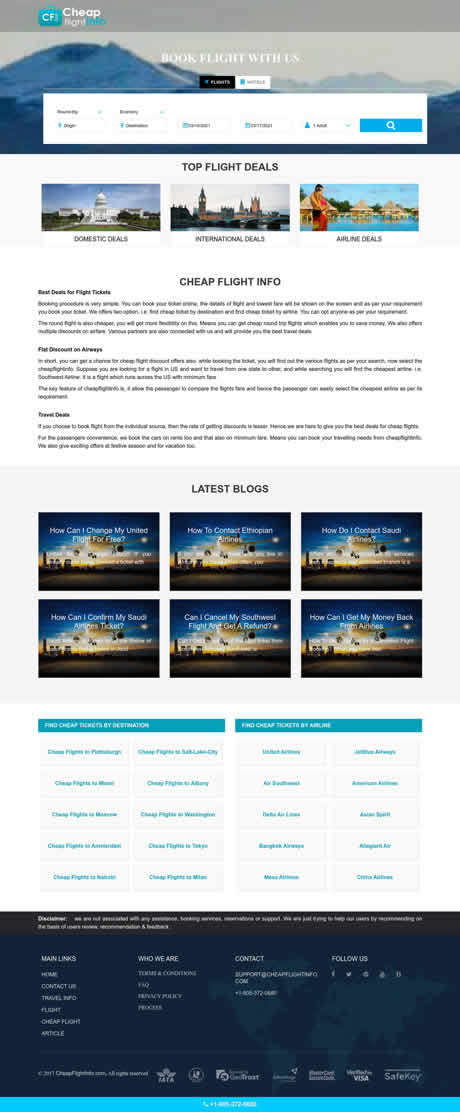 CF
Cheap
flight Info
BOOK FLIGHT WITH US
FLIGHTS
HOTELS
Roundtrip
Economy
Origin
Destination
03/17/2021
1 Adult
TOP FLIGHT DEALS
DOMESTIC DEALS
INTERNATIONAL DEALS
AIRLINE DEALS
CHEAP FLIGHT INFO
Best Deals for Flight Tickets
Booking procedure is very simple. You can book your ticket online, the details of flight and lowest fare will be shown on the screen and as per your requirement
you book your ticket. We offers two option, i.e. find cheap ticket by destination and find cheap ticket by airline. You can opt anyone as per your requirement.
The round flight is also cheaper, you will get more flexibility on this. Means you can get cheap round trip flights which enables you to save money. We also offers
multiple discounts on airfare. Various partners are also connected with us and will provide you the best travel deals.
Flat Discount on Airways
In short, you can get a chance for cheap flight discount offers also. while booking the ticket, you will find out the various flights as per your search, now select the
cheapflightinfo. Suppose you are looking for a flight in US and want to travel from one state to other, and while searching you will find the cheapest airline. i.e.
Southwest Airline. It is a flight which runs across the US with minimum fare
The key feature of cheapflightinfo is, it allow the passenger to compare the flights fare and hence the passenger can easily select the cheapest airline as per its
requirement.
Travel Deals
If you choose to book flight from the individual source, then the rate of getting discounts is lesser. Hence we are here to give you the best deals for cheap flights.
For the passengers convenience, we book the cars on rents too and that also on minimum fare. Means you can book your travelling needs from cheapflightinfo.
We also give exciting offers at festive season and for vacation too.
LATEST BLOGS
How Can I Change My United
Flight For Free?
How To Contact Ethiopian
Airlines
How Do I Contact Saudi
Airlines?
How Can I Confirm My Saudi
Airlines Ticket?
Can I Cancel My Southwest
Flight And Get A Refund?
How Can I Get My Money Back
From Airlines
FIND CHEAP TICKETS BY DESTINATION
FIND CHEAP TICKETS BY AIRLINE
Cheap Flights to Plattsburgh
Cheap Flights to Salt-Lake-City
United Airlines
JetBlue Airways
Cheap Flights to Miami
Cheap Flights to Albany
Air Southwest
American Airlines
Cheap Flights to Moscow
Cheap Flights to Washington
Delta Air Lines
Asian Spirit
Cheap Flights to Amsterdam
Cheap Flights to Tokyo
Bangkok Airways
Allegiant Air
Cheap Flights to Nairobi
Cheap Flights to Milan
Mesa Airlines
China Airlines
Disclaimer: we are not associated with any assistance, booking services, reservations or support. We are just trying to help our users by recommending on
the basis of users review, recommendation & feedback.
MAIN LINKS
HOME
CONTACT US
TRAVEL INFO
FLIGHT
CHEAP FLIGHT
ARTICLE
WHO WE ARE
TERMS & CONDITIONS
FAQ
PRIVACY POLICY
PROCESS
CONTACT
SUPPORT@CHEAPFLIGHTINFO.
COM
FOLLOW US
© 2017 CheapFlightInfo.com, All rights reserved
IATA
GeoTrust
MasterCard
SecureCode
Verified by
VISA
SafeKey